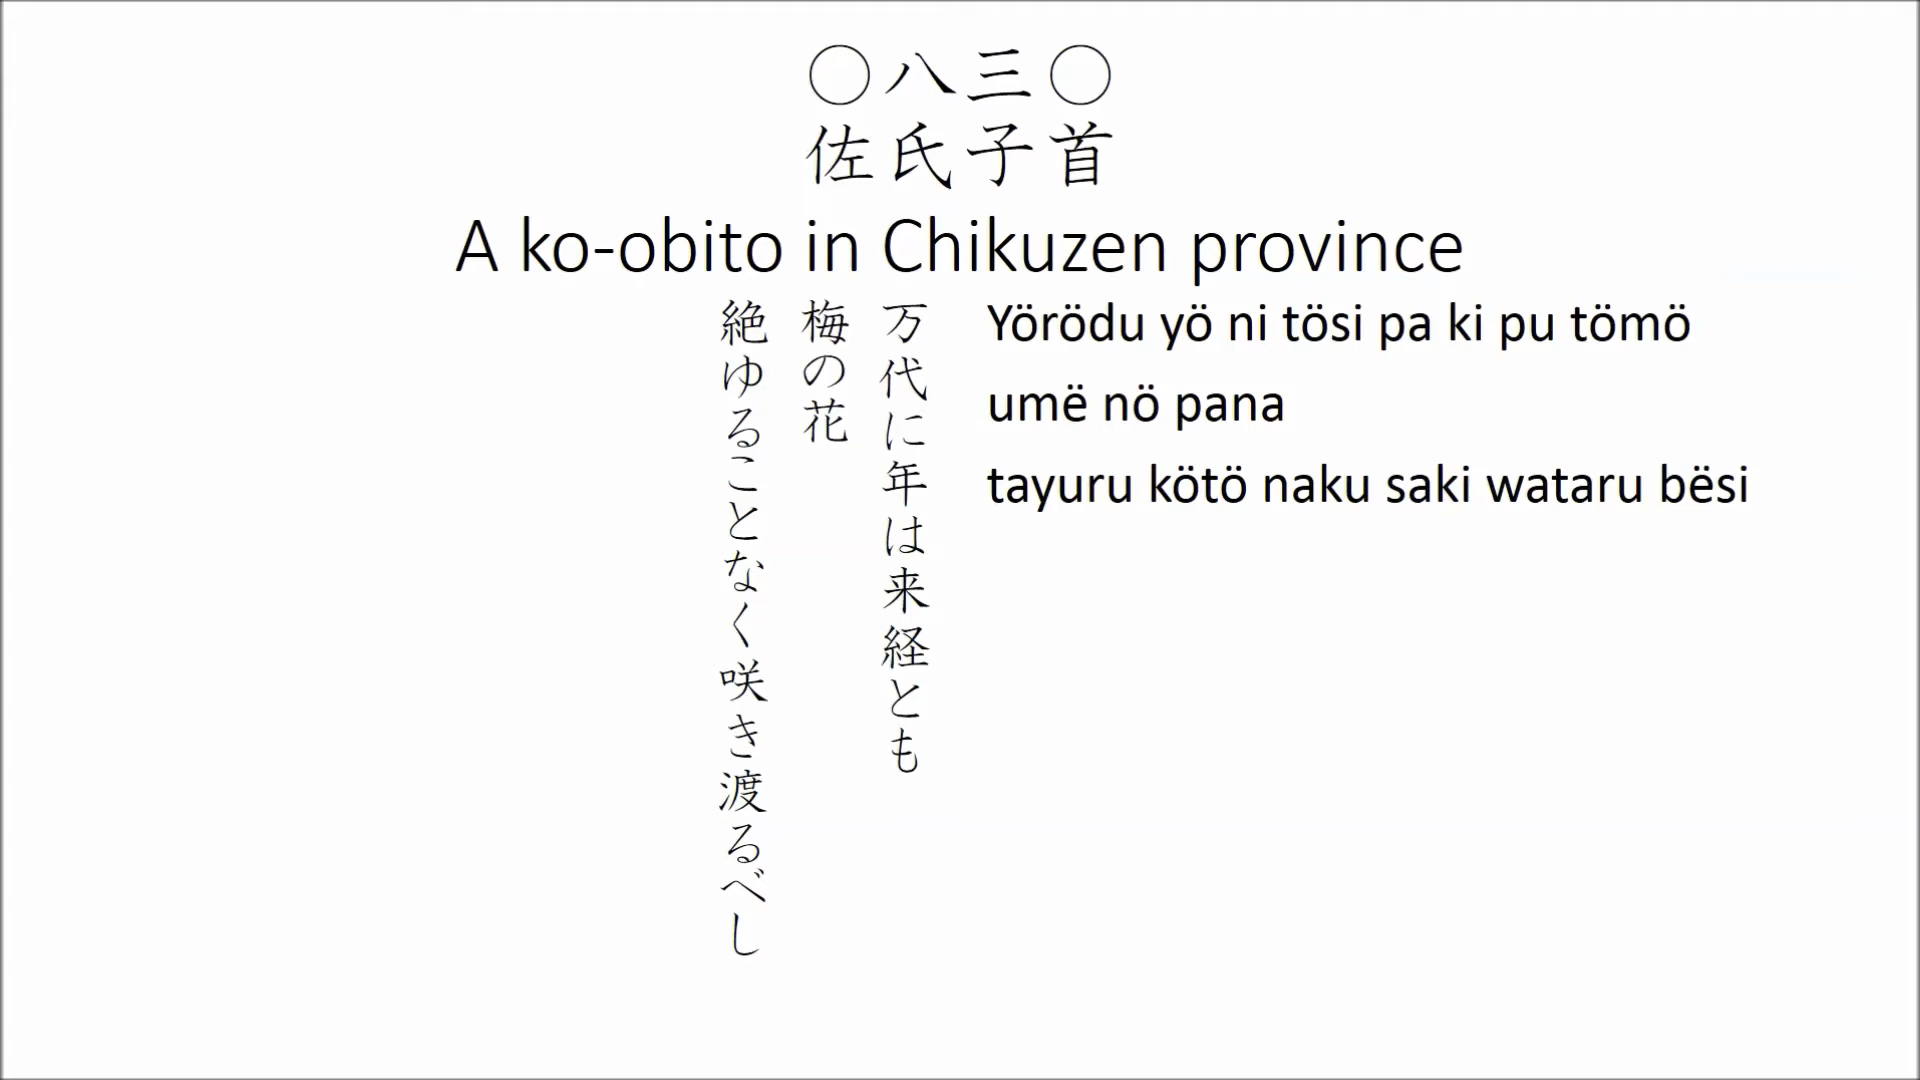 〇八三〇
佐氏子首
A ko-obito in Chikuzen province
万代に年は来経とも
梅の花
絶ゆることなく咲き渡るべし
Yörödu yö ni tösi pa ki pu tömö
umë nö pana
tayuru kötö naku saki wataru bësi